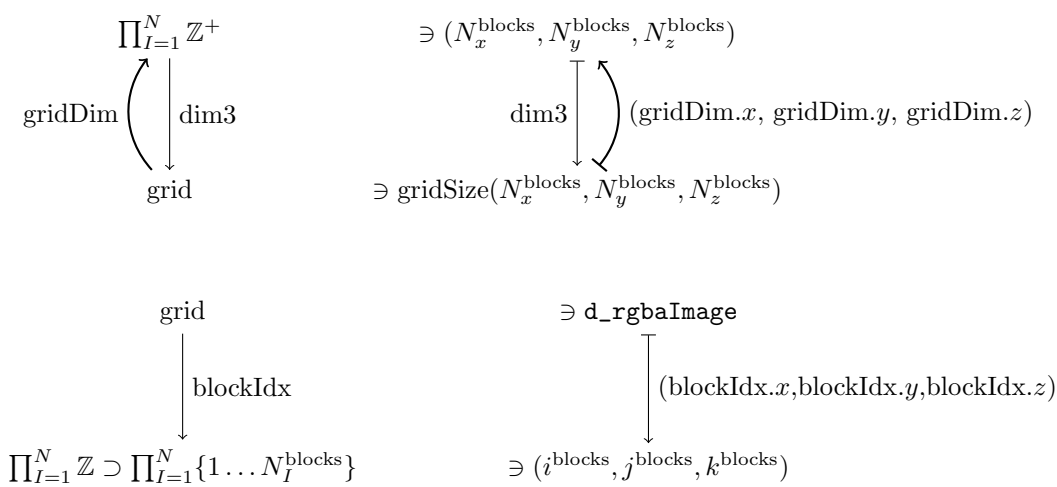 ∏_{I=1}^{N} ℤ⁺ ∋ (N_x^{blocks}, N_y^{blocks}, N_z^{blocks})
gridDim dim3 dim3 (gridDim.x, gridDim.y, gridDim.z)
grid ∋ gridSize(N_x^{blocks}, N_y^{blocks}, N_z^{blocks})
grid ∋ d_rgbaImage
blockIdx (blockIdx.x,blockIdx.y,blockIdx.z)
∏_{I=1}^{N} ℤ ⊃ ∏_{I=1}^{N}{1…N_I^{blocks}} ∋ (i^{blocks}, j^{blocks}, k^{blocks})